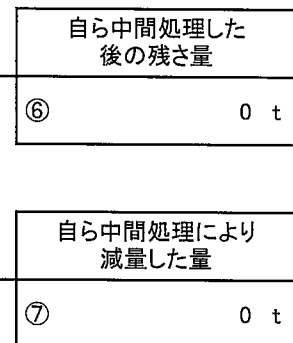 自ら中間処理した
後の残さ量
⑥ 0 t
自ら中間処理により
減量した量
⑦ 0 t